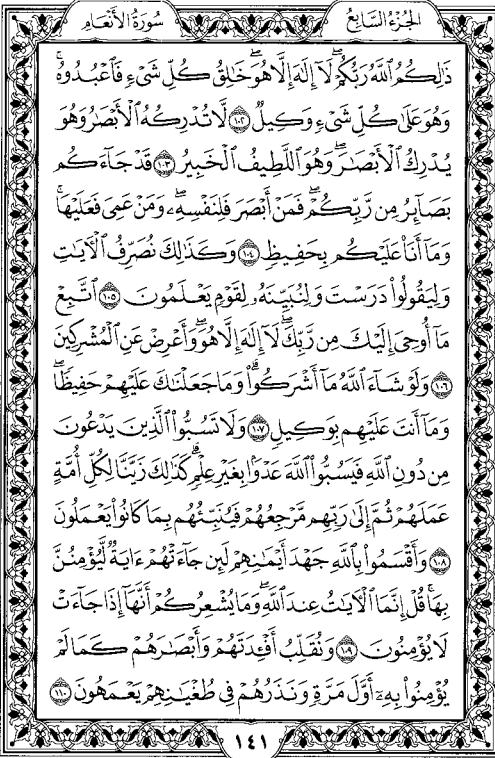 الجُزْءُ السَّابِعُ
سُورَةُ الأَنْعَام
ذَٰلِكُمُ ٱللَّهُ رَبُّكُمْ ۖ لَآ إِلَٰهَ إِلَّا هُوَ ۖ خَٰلِقُ كُلِّ شَىْءٍ فَٱعْبُدُوهُ ۚ
وَهُوَ عَلَىٰ كُلِّ شَىْءٍ وَكِيلٌ ١٠٢ لَّا تُدْرِكُهُ ٱلْأَبْصَٰرُ وَهُوَ
يُدْرِكُ ٱلْأَبْصَٰرَ ۖ وَهُوَ ٱللَّطِيفُ ٱلْخَبِيرُ ١٠٣ قَدْ جَآءَكُم
بَصَآئِرُ مِن رَّبِّكُمْ ۖ فَمَنْ أَبْصَرَ فَلِنَفْسِهِۦ ۖ وَمَنْ عَمِىَ فَعَلَيْهَا ۚ
وَمَآ أَنَا۠ عَلَيْكُم بِحَفِيظٍ ١٠٤ وَكَذَٰلِكَ نُصَرِّفُ ٱلْءَايَٰتِ
وَلِيَقُولُوا۟ دَرَسْتَ وَلِنُبَيِّنَهُۥ لِقَوْمٍ يَعْلَمُونَ ١٠٥ ٱتَّبِعْ
مَآ أُوحِىَ إِلَيْكَ مِن رَّبِّكَ ۖ لَآ إِلَٰهَ إِلَّا هُوَ ۖ وَأَعْرِضْ عَنِ ٱلْمُشْرِكِينَ
١٠٦ وَلَوْ شَآءَ ٱللَّهُ مَآ أَشْرَكُوا۟ ۗ وَمَا جَعَلْنَٰكَ عَلَيْهِمْ حَفِيظًا ۖ
وَمَآ أَنتَ عَلَيْهِم بِوَكِيلٍ ١٠٧ وَلَا تَسُبُّوا۟ ٱلَّذِينَ يَدْعُونَ
مِن دُونِ ٱللَّهِ فَيَسُبُّوا۟ ٱللَّهَ عَدْوًۢا بِغَيْرِ عِلْمٍ ۗ كَذَٰلِكَ زَيَّنَّا لِكُلِّ أُمَّةٍ
عَمَلَهُمْ ثُمَّ إِلَىٰ رَبِّهِم مَّرْجِعُهُمْ فَيُنَبِّئُهُم بِمَا كَانُوا۟ يَعْمَلُونَ
١٠٨ وَأَقْسَمُوا۟ بِٱللَّهِ جَهْدَ أَيْمَٰنِهِمْ لَئِن جَآءَتْهُمْ ءَايَةٌ لَّيُؤْمِنُنَّ
بِهَا ۚ قُلْ إِنَّمَا ٱلْءَايَٰتُ عِندَ ٱللَّهِ ۖ وَمَا يُشْعِرُكُمْ أَنَّهَآ إِذَا جَآءَتْ
لَا يُؤْمِنُونَ ١٠٩ وَنُقَلِّبُ أَفْـِٔدَتَهُمْ وَأَبْصَٰرَهُمْ كَمَا لَمْ
يُؤْمِنُوا۟ بِهِۦٓ أَوَّلَ مَرَّةٍ وَنَذَرُهُمْ فِى طُغْيَٰنِهِمْ يَعْمَهُونَ ١١٠
١٤١